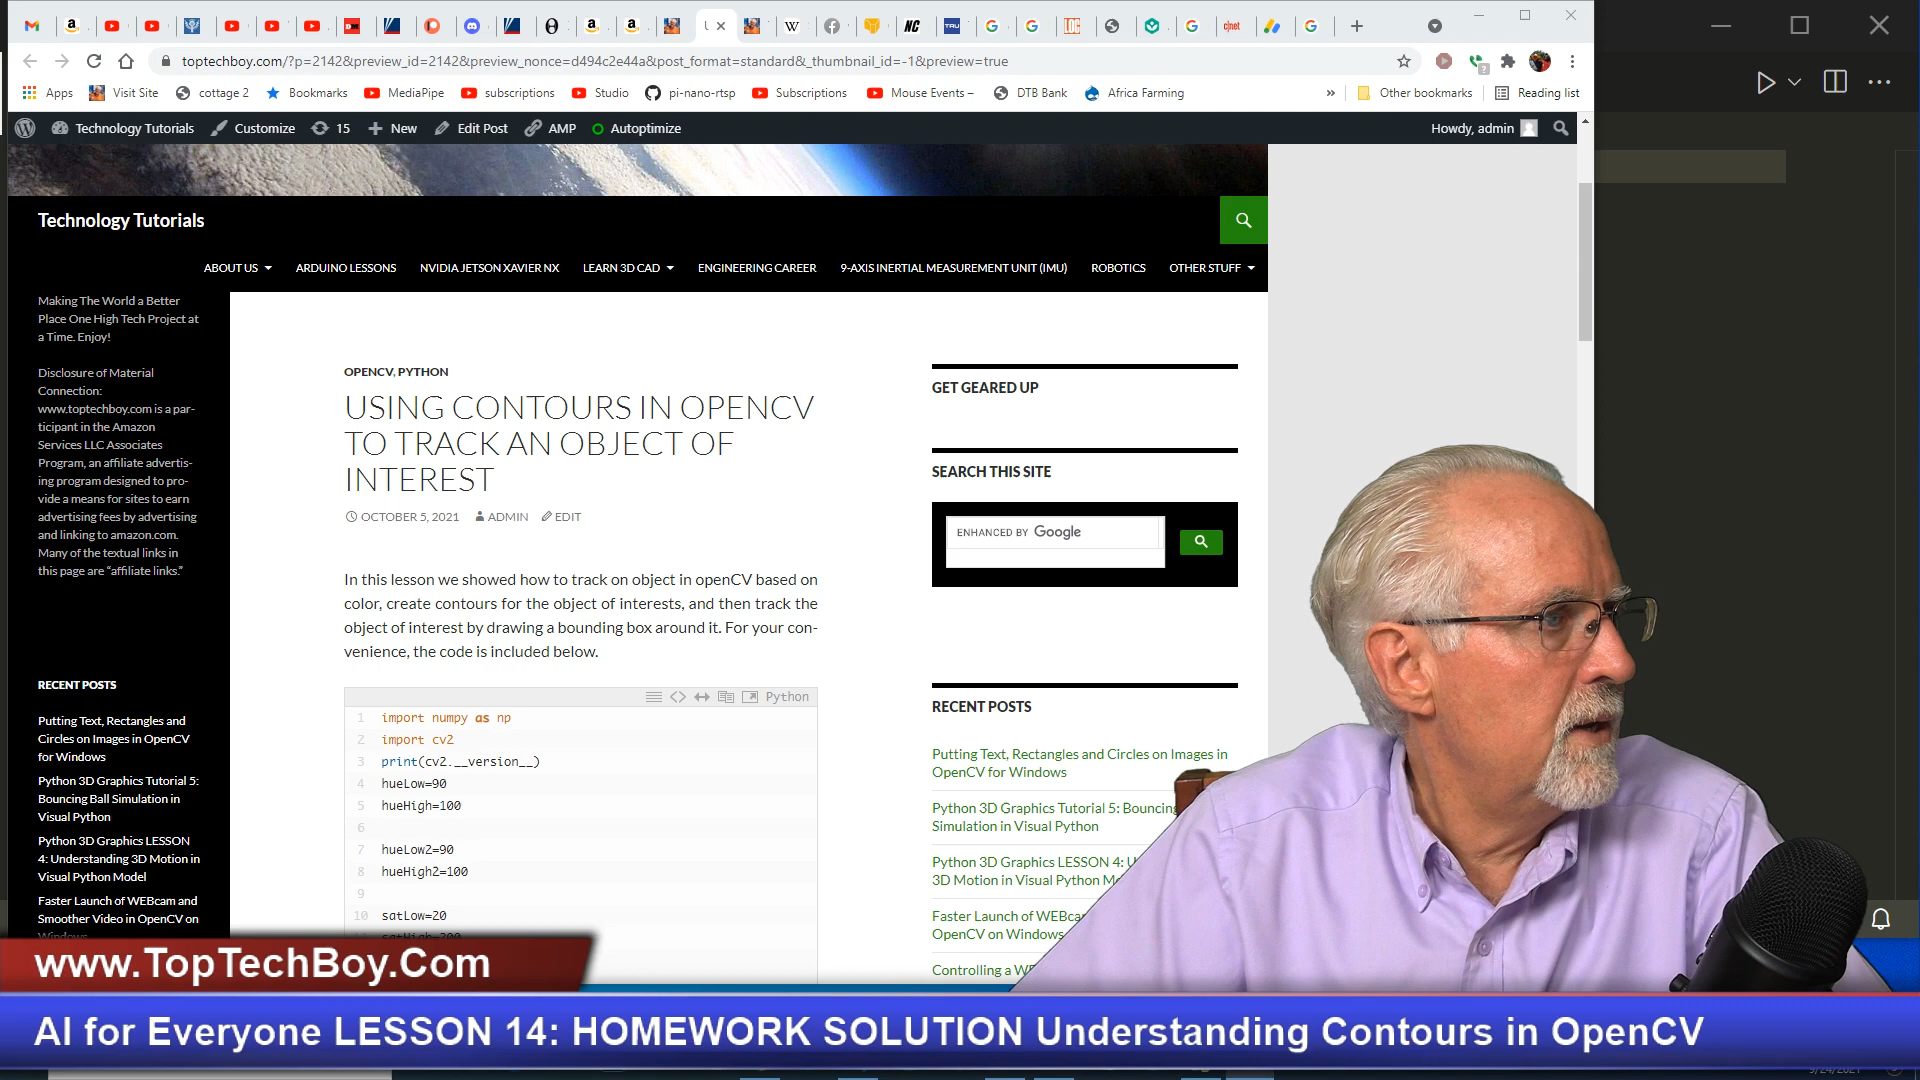 toptechboy.com/?p=2142&preview_id=2142&preview_nonce=d494c2e44a&post_format=standard&_thumbnail_id=-1&preview=true
Apps Visit Site cottage 2 Bookmarks MediaPipe subscriptions Studio pi-nano-rtsp Subscriptions Mouse Events – DTB Bank Africa Farming » Other bookmarks Reading list
Technology Tutorials Customize 15 New Edit Post AMP Autoptimize Howdy, admin
Technology Tutorials
ABOUT US ARDUINO LESSONS NVIDIA JETSON XAVIER NX LEARN 3D CAD ENGINEERING CAREER 9-AXIS INERTIAL MEASUREMENT UNIT (IMU) ROBOTICS OTHER STUFF
Making The World a Better
Place One High Tech Project at
a Time. Enjoy!
Disclosure of Material
Connection:
www.toptechboy.com is a par-
ticipant in the Amazon
Services LLC Associates
Program, an affiliate advertis-
ing program designed to pro-
vide a means for sites to earn
advertising fees by advertising
and linking to amazon.com.
Many of the textual links in
this page are “affiliate links.”
RECENT POSTS
Putting Text, Rectangles and
Circles on Images in OpenCV
for Windows
Python 3D Graphics Tutorial 5:
Bouncing Ball Simulation in
Visual Python
Python 3D Graphics LESSON
4: Understanding 3D Motion in
Visual Python Model
Faster Launch of WEBcam and
Smoother Video in OpenCV on
Windows
OPENCV, PYTHON
USING CONTOURS IN OPENCV
TO TRACK AN OBJECT OF
INTEREST
OCTOBER 5, 2021 ADMIN EDIT
In this lesson we showed how to track on object in openCV based on
color, create contours for the object of interests, and then track the
object of interest by drawing a bounding box around it. For your con-
venience, the code is included below.
Python
1 import numpy as np
2 import cv2
3 print(cv2.__version__)
4 hueLow=90
5 hueHigh=100
6
7 hueLow2=90
8 hueHigh2=100
9
10 satLow=20
satHigh=200
GET GEARED UP
SEARCH THIS SITE
ENHANCED BY Google
RECENT POSTS
Putting Text, Rectangles and Circles on Images in
OpenCV for Windows
Python 3D Graphics Tutorial 5: Bouncing
Simulation in Visual Python
Python 3D Graphics LESSON 4:
3D Motion in Visual Python
Faster Launch of
OpenCV on Windows
Controlling a
www.TopTechBoy.Com
AI for Everyone LESSON 14: HOMEWORK SOLUTION Understanding Contours in OpenCV